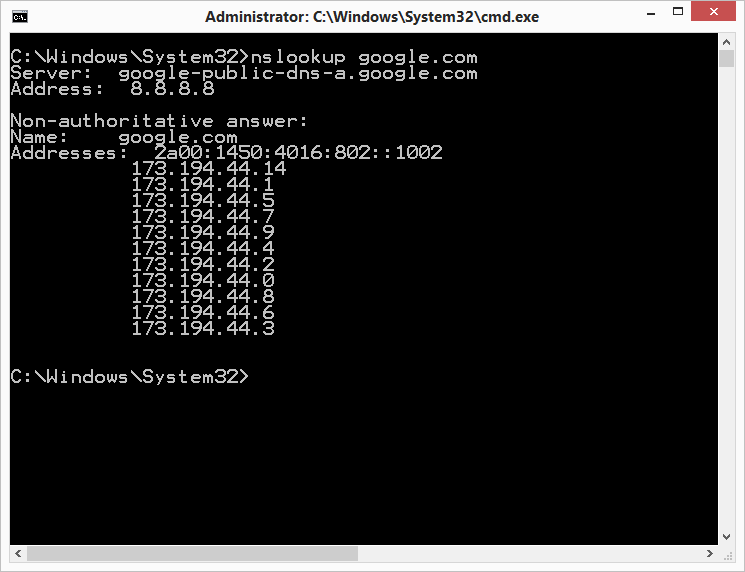 Administrator: C:\Windows\System32\cmd.exe
C:\Windows\System32>nslookup google.com
Server:  google-public-dns-a.google.com
Address:  8.8.8.8
Non-authoritative answer:
Name:    google.com
Addresses:  2a00:1450:4016:802::1002
173.194.44.14
173.194.44.1
173.194.44.5
173.194.44.7
173.194.44.9
173.194.44.4
173.194.44.2
173.194.44.0
173.194.44.8
173.194.44.6
173.194.44.3
C:\Windows\System32>